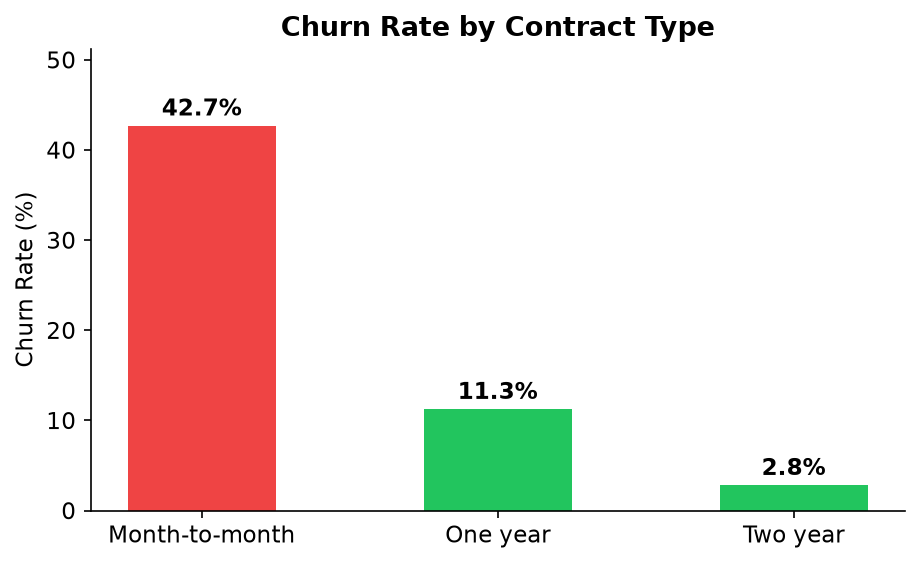 Churn Rate by Contract Type
Churn Rate (%)
50
40
30
20
10
0
42.7%
11.3%
2.8%
Month-to-month
One year
Two year